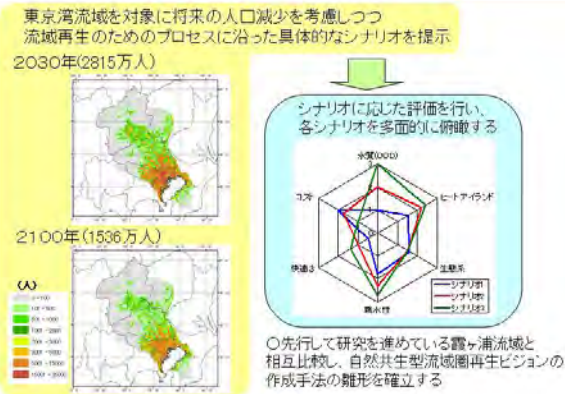 東京湾流域を対象に将来の人口減少を考慮しつつ
流域再生のためのプロセスに沿った具体的なシナリオを提示
2030年(2815万人)
2100年(1536万人)
(人)
シナリオに応じた評価を行い、
各シナリオを多面的に俯瞰する
水質(COD)
ヒートアイランド
生態系
親水性
快適さ
コスト
シナリオ1
シナリオ2
シナリオ3
○先行して研究を進めている霞ヶ浦流域と
相互比較し、自然共生型流域圏再生ビジョンの
作成手法の雛形を確立する